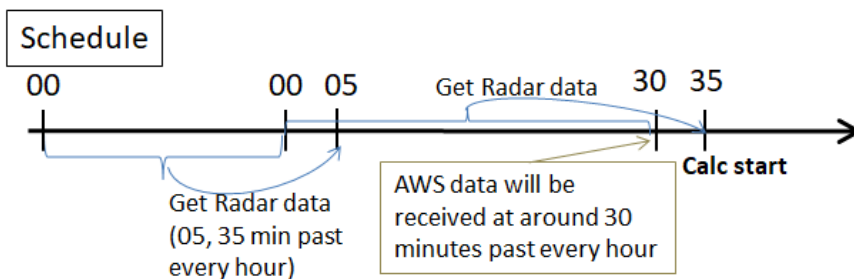 Schedule
00 00 05 30 35
Get Radar data
Calc start
Get Radar data
(05, 35 min past
every hour)
AWS data will be
received at around 30
minutes past every hour